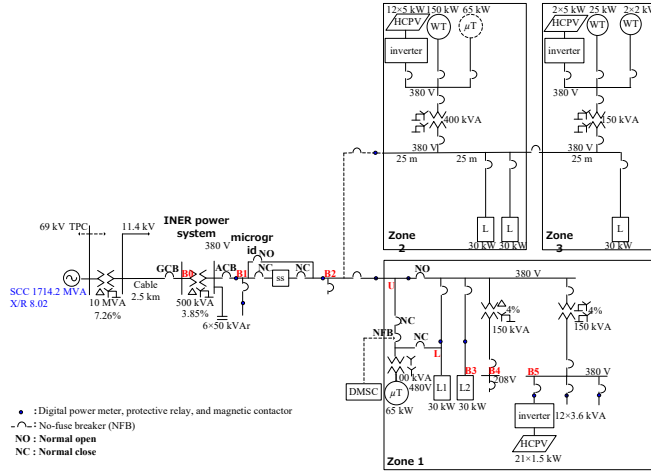 12×5 kW
150 kW
65 kW
HCPV
WT
µT
inverter
380 V
400 kVA
380 V
25 m
25 m
L
L
30 kW
30 kW
Zone
2
2×5 kW
25 kW
2×2 kW
HCPV
WT
WT
inverter
380 V
150 kVA
380 V
25 m
L
30 kW
Zone
3
69 kV TPC
11.4 kV
INER power
system
380 V
microgr
id
NO
GCB
B0
ACB
B1
NC
ss
NC
B2
SCC 1714.2 MVA
X/R 8.02
10 MVA
7.26%
Cable
2.5 km
500 kVA
3.85%
6×50 kVAr
U
NO
380 V
NC
NFB
NC
L
100 kVA
480V
µT
65 kW
DMSC
L1
30 kW
L2
30 kW
B3
B4
208V
4%
150 kVA
4%
150 kVA
B5
380 V
inverter
12×3.6 kVA
HCPV
21×1.5 kW
Zone 1
: Digital power meter, protective relay, and magnetic contactor
: No-fuse breaker (NFB)
NO : Normal open
NC : Normal close